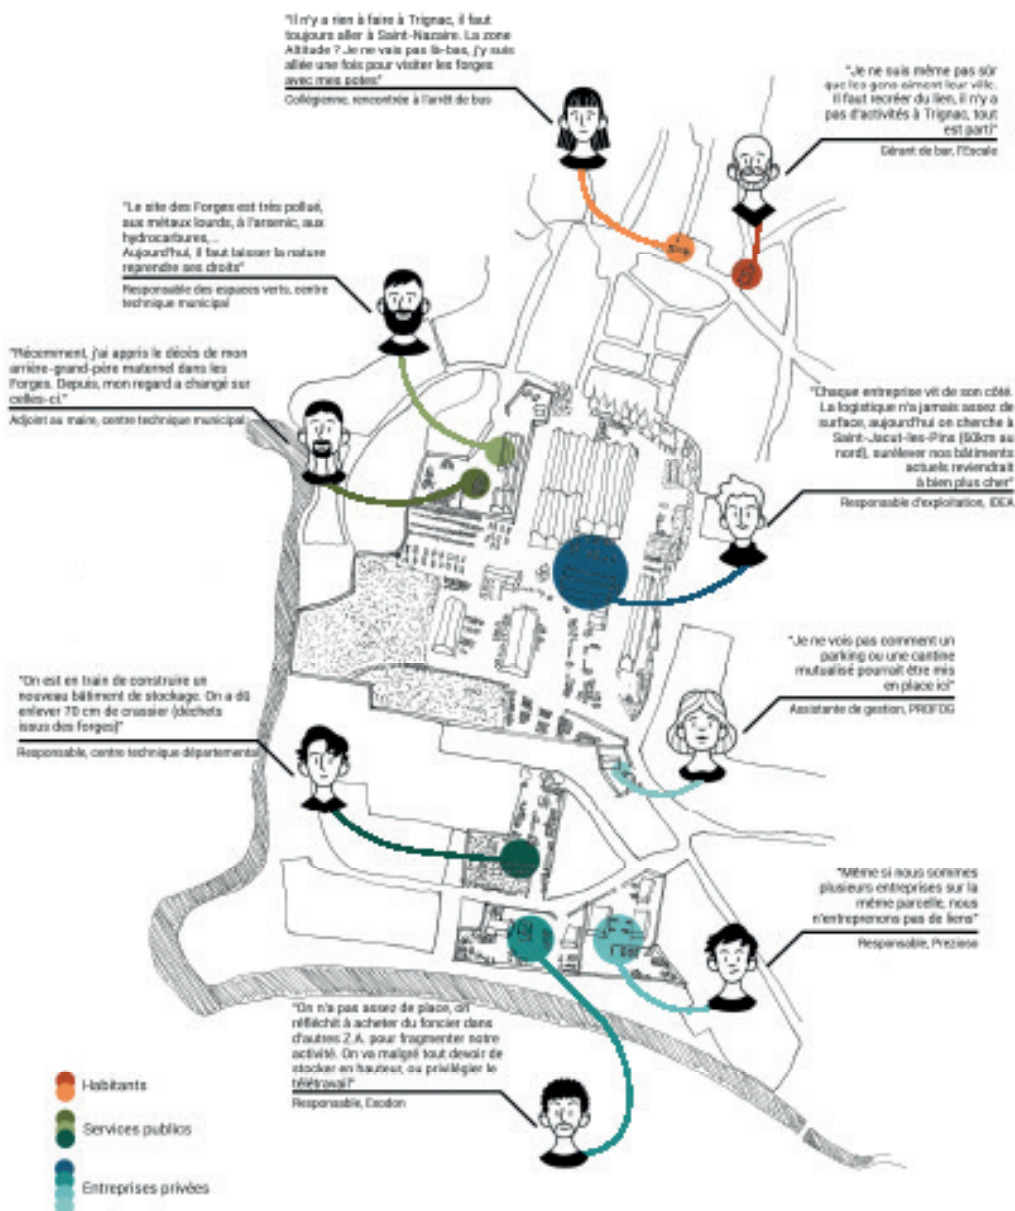 "Il n'y a rien à faire à Trignac, il faut
toujours aller à Saint-Nazaire. La zone
Altitude ? Je ne vais pas là-bas, j'y suis
allée une fois pour visiter les forges
avec mes potes"
Collégienne, rencontrée à l'arrêt de bus
"Je ne suis même pas sûr
que les gens aiment leur ville.
Il faut recréer du lien, il n'y a
pas d'activités à Trignac, tout
est parti"
Gérant de bar, l'Escale
"Le site des Forges est très pollué,
aux métaux lourds, à l'arsenic, aux
hydrocarbures,...
Aujourd'hui, il faut laisser la nature
reprendre ses droits"
Responsable des espaces verts, centre
technique municipal
"Récemment, j'ai appris le décès de mon
arrière-grand-père maternel dans les
Forges. Depuis, mon regard a changé sur
celles-ci."
Adjoint au maire, centre technique municipal
"Chaque entreprise vit de son côté.
La logistique n'a jamais assez de
surface, aujourd'hui on cherche à
Saint-Jacut-les-Pins (60km au
nord), surélever nos bâtiments
actuels reviendrait
à bien plus cher"
Responsable d'exploitation, IDEA
"Je ne vois pas comment un
parking ou une cantine
mutualisé pourrait être mis
en place ici"
Assistante de gestion, PROFOG
"On est en train de construire un
nouveau bâtiment de stockage. On a dû
enlever 70 cm de crassier (déchets
issus des forges)"
Responsable, centre technique départemental
"Même si nous sommes
plusieurs entreprises sur la
même parcelle, nous
n'entreprenons pas de liens"
Responsable, Prezioso
"On n'a pas assez de place, on
réfléchit à acheter du foncier dans
d'autres Z.A. pour fragmenter notre
activité. On va malgré tout devoir de
stocker en hauteur, ou privilégier le
télétravail"
Responsable, Exodon
Habitants
Services publics
Entreprises privées